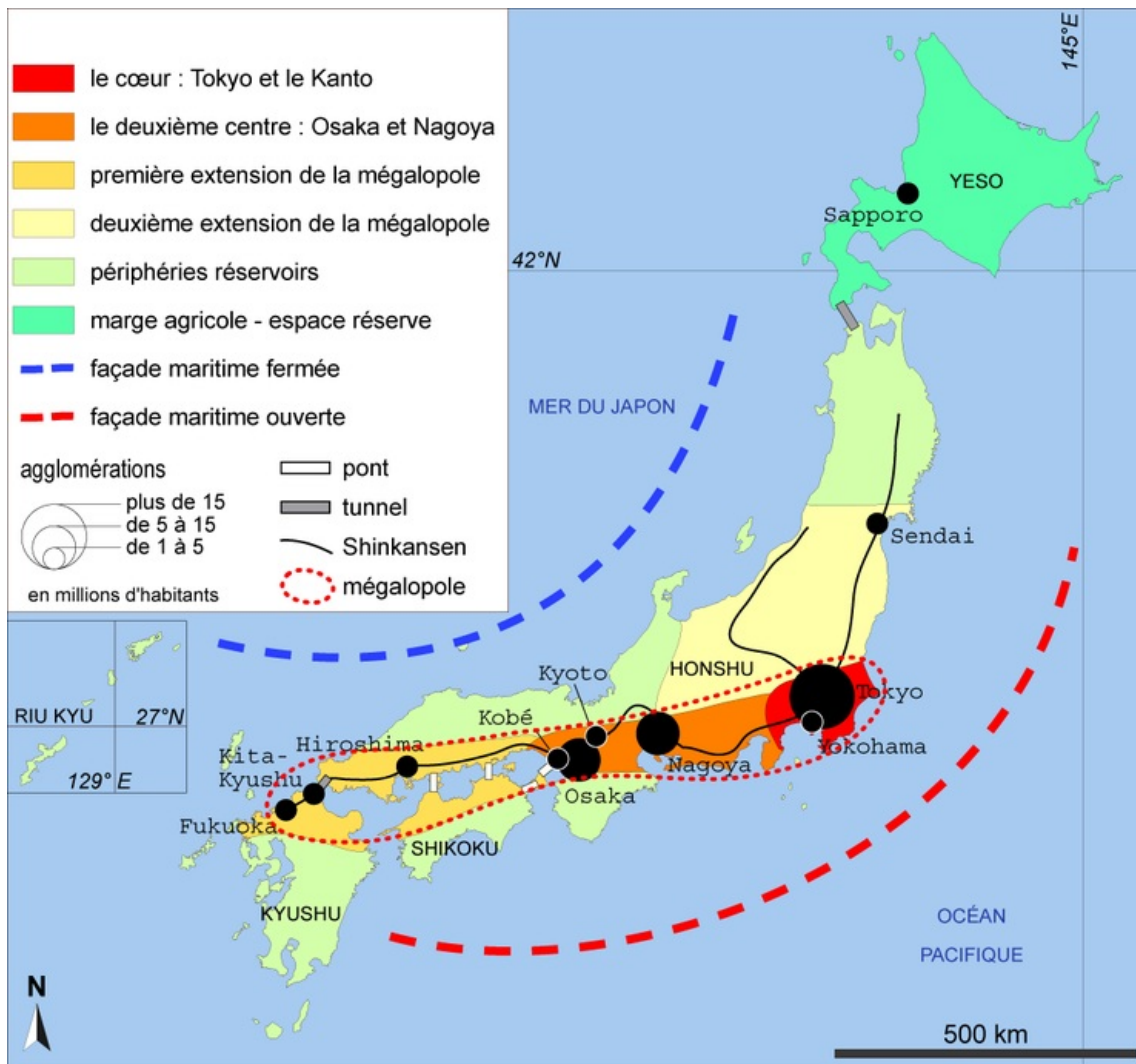 le cœur : Tokyo et le Kanto
le deuxième centre : Osaka et Nagoya
première extension de la mégalopole
deuxième extension de la mégalopole
périphéries réservoirs
marge agricole - espace réserve
façade maritime fermée
façade maritime ouverte
agglomérations
plus de 15
de 5 à 15
de 1 à 5
en millions d'habitants
pont
tunnel
Shinkansen
mégalopole
145°E
YESO
Sapporo
42°N
MER DU JAPON
Sendai
HONSHU
Kyoto
Tokyo
Kobé
Yokohama
RIU KYU
27°N
129° E
Hiroshima
Kita-
Kyushu
Nagoya
Osaka
Fukuoka
SHIKOKU
KYUSHU
OCÉAN
PACIFIQUE
N
500 km